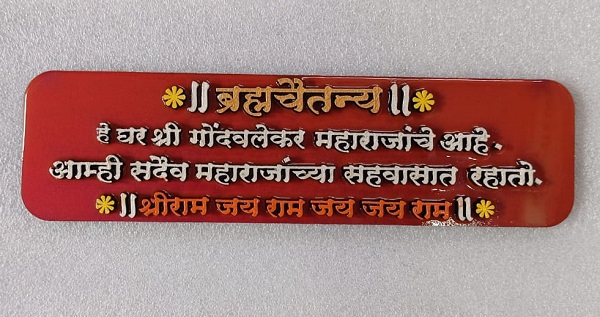 ॥ ब्रह्मचैतन्य ॥
हे घर श्री गोंदवलेकर महाराजांचे आहे.
आम्ही सदैव महाराजांच्या सहवासात रहातो.
॥ श्रीराम जय राम जय जय राम ॥